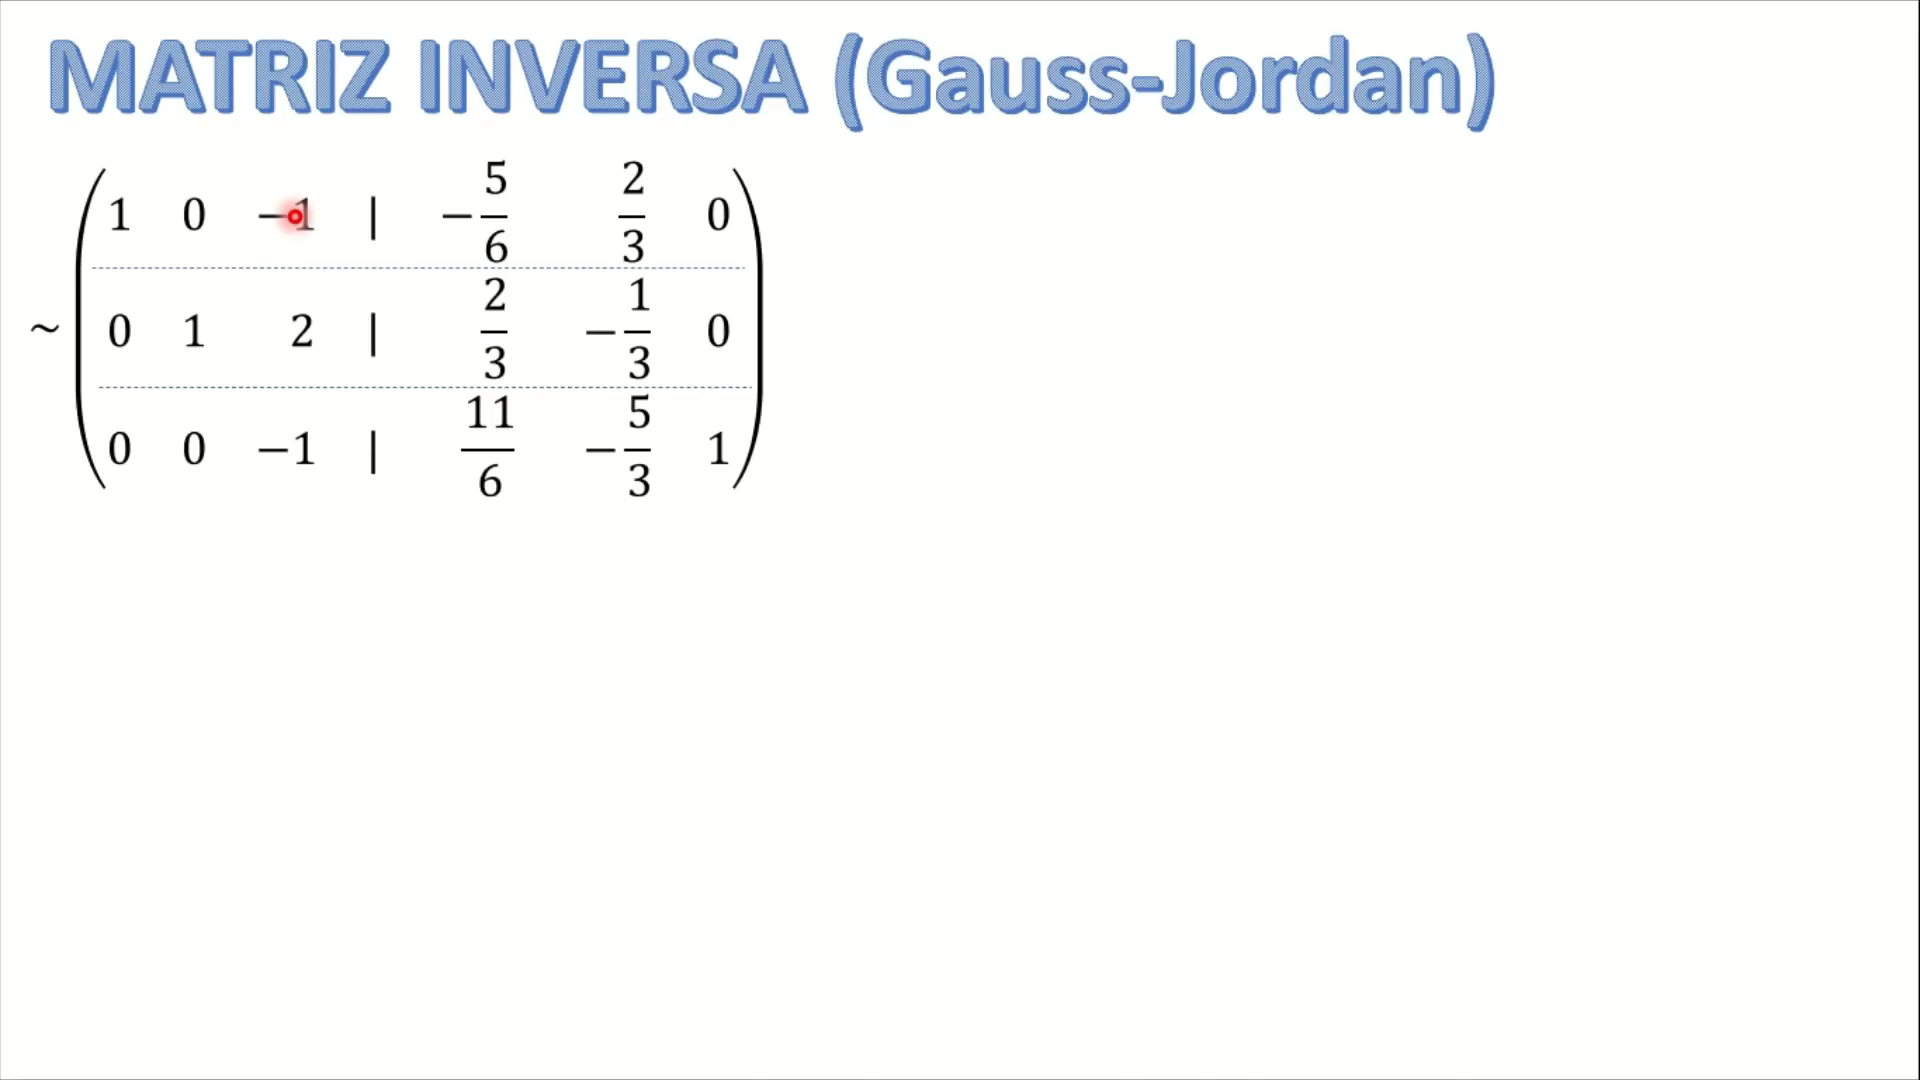 MATRIZ INVERSA (Gauss-Jordan)
1 0 −1 | −5/6 2/3 0
~ 0 1 2 | 2/3 −1/3 0
0 0 −1 | 11/6 −5/3 1